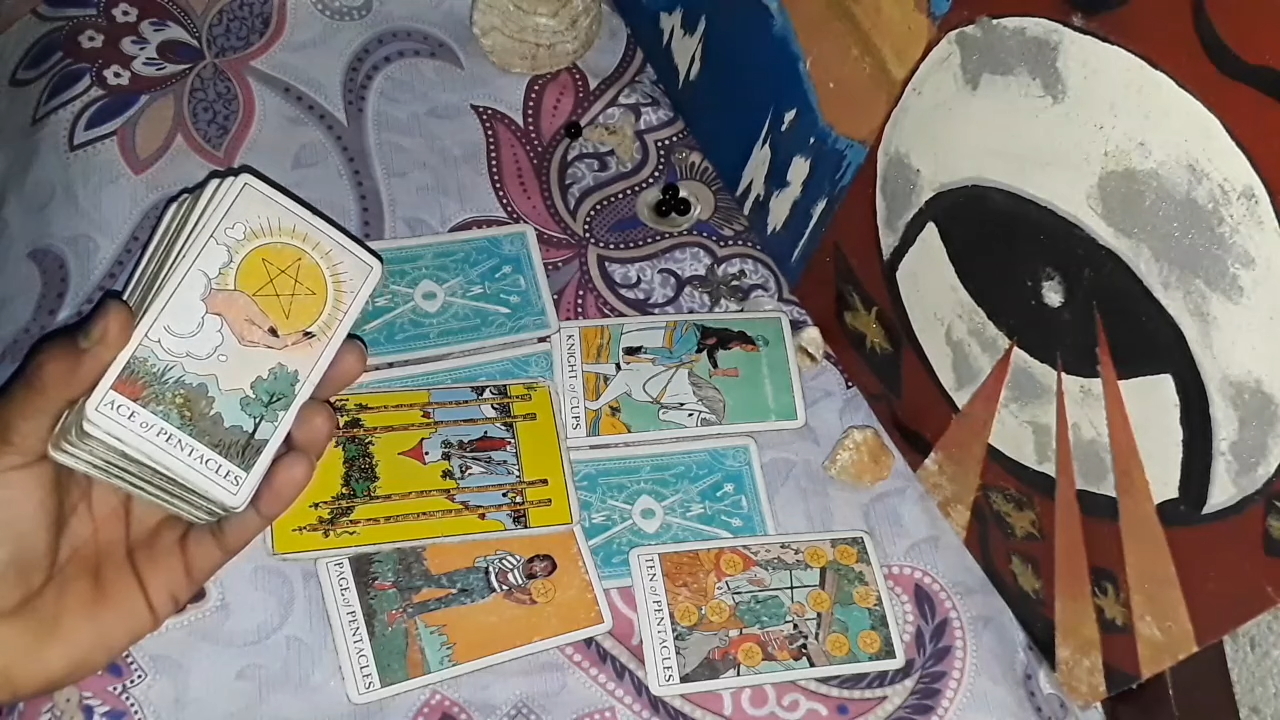 ACE of PENTACLES
KNIGHT of CUPS
PAGE of PENTACLES
TEN of PENTACLES